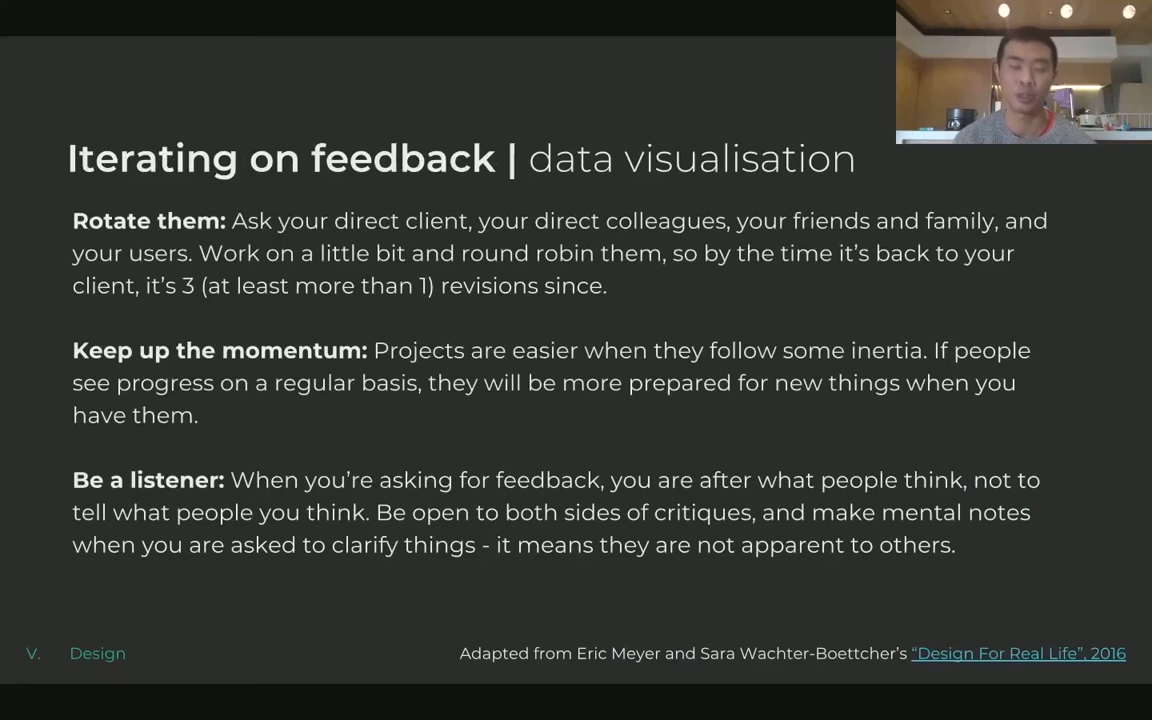 Iterating on feedback | data visualisation
Rotate them: Ask your direct client, your direct colleagues, your friends and family, and
your users. Work on a little bit and round robin them, so by the time it’s back to your
client, it’s 3 (at least more than 1) revisions since.
Keep up the momentum: Projects are easier when they follow some inertia. If people
see progress on a regular basis, they will be more prepared for new things when you
have them.
Be a listener: When you’re asking for feedback, you are after what people think, not to
tell what people you think. Be open to both sides of critiques, and make mental notes
when you are asked to clarify things - it means they are not apparent to others.
V. Design
Adapted from Eric Meyer and Sara Wachter-Boettcher’s “Design For Real Life”, 2016